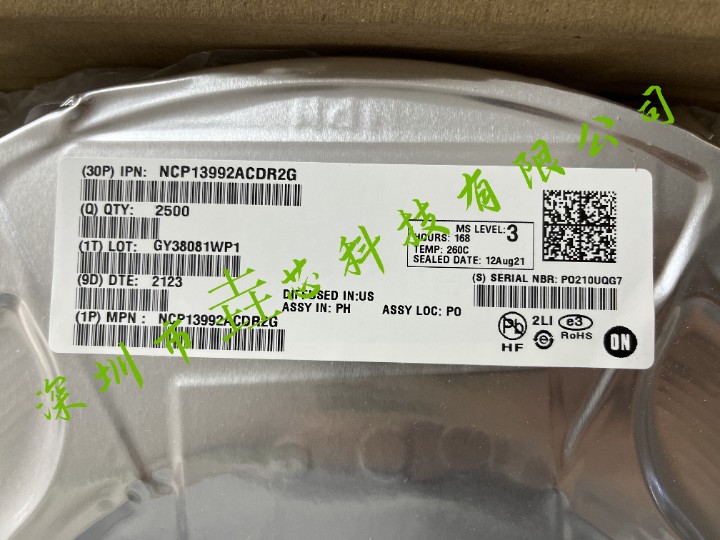 (30P) IPN: NCP13992ACDR2G
(Q) QTY: 2500
(1T) LOT: GY38081WP1
(9D) DTE: 2123
(1P) MPN : NCP13992ACDR2G
DIFFUSED IN:US
ASSY IN: PH
ASSY LOC: PO
MS LEVEL: 3
HOURS: 168
TEMP: 260C
SEALED DATE: 12Aug21
(S) SERIAL NBR: PO210UQG7
Pb
HF
2LI
e3
RoHS
ON
深圳市垚芯科技有限公司